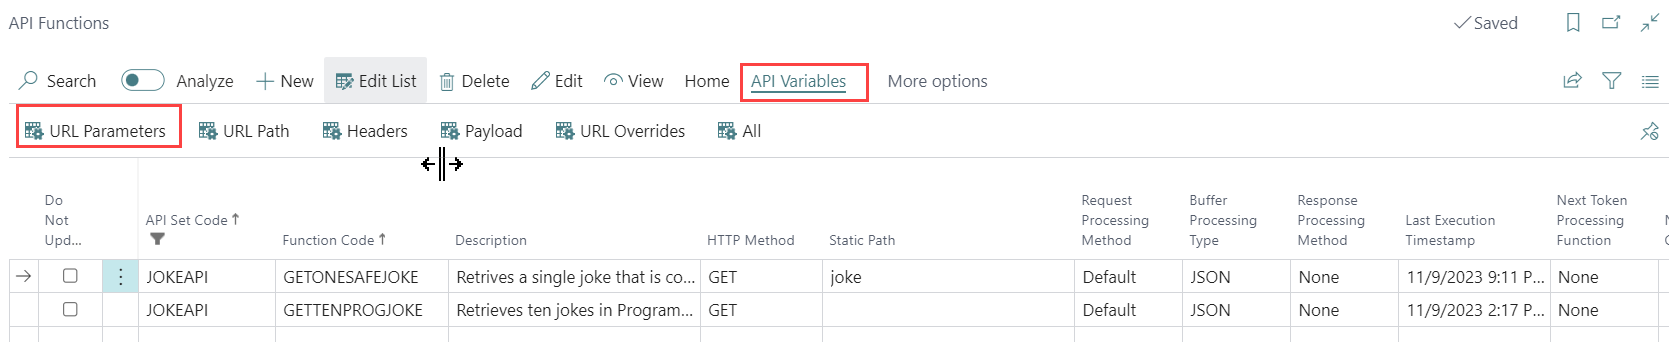 API Functions
Saved
Search Analyze New Edit List Delete Edit View Home API Variables More options
URL Parameters URL Path Headers Payload URL Overrides All
Do Not Upd... API Set Code Function Code Description HTTP Method Static Path Request Processing Method Buffer Processing Type Response Processing Method Last Execution Timestamp Next Token Processing Function
JOKEAPI GETONESAFEJOKE Retrives a single joke that is co... GET joke Default JSON None 11/9/2023 9:11 P... None
JOKEAPI GETTENPROGJOKE Retrieves ten jokes in Program... GET Default JSON None 11/9/2023 2:17 P... None